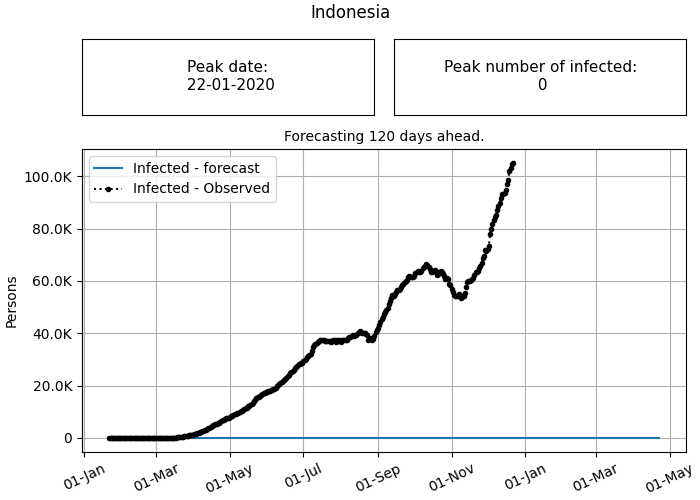 Indonesia
Peak date:
22-01-2020
Peak number of infected:
0
Forecasting 120 days ahead.
Infected - forecast
Infected - Observed
100.0K
80.0K
60.0K
40.0K
20.0K
0
Persons
01-Jan
01-Mar
01-May
01-Jul
01-Sep
01-Nov
01-Jan
01-Mar
01-May